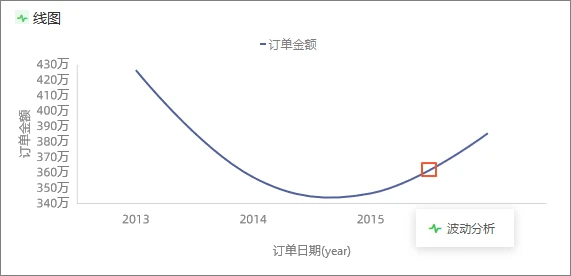 线图
订单金额
430万
420万
410万
400万
390万
380万
370万
360万
350万
340万
订单金额
2013
2014
2015
波动分析
订单日期(year)